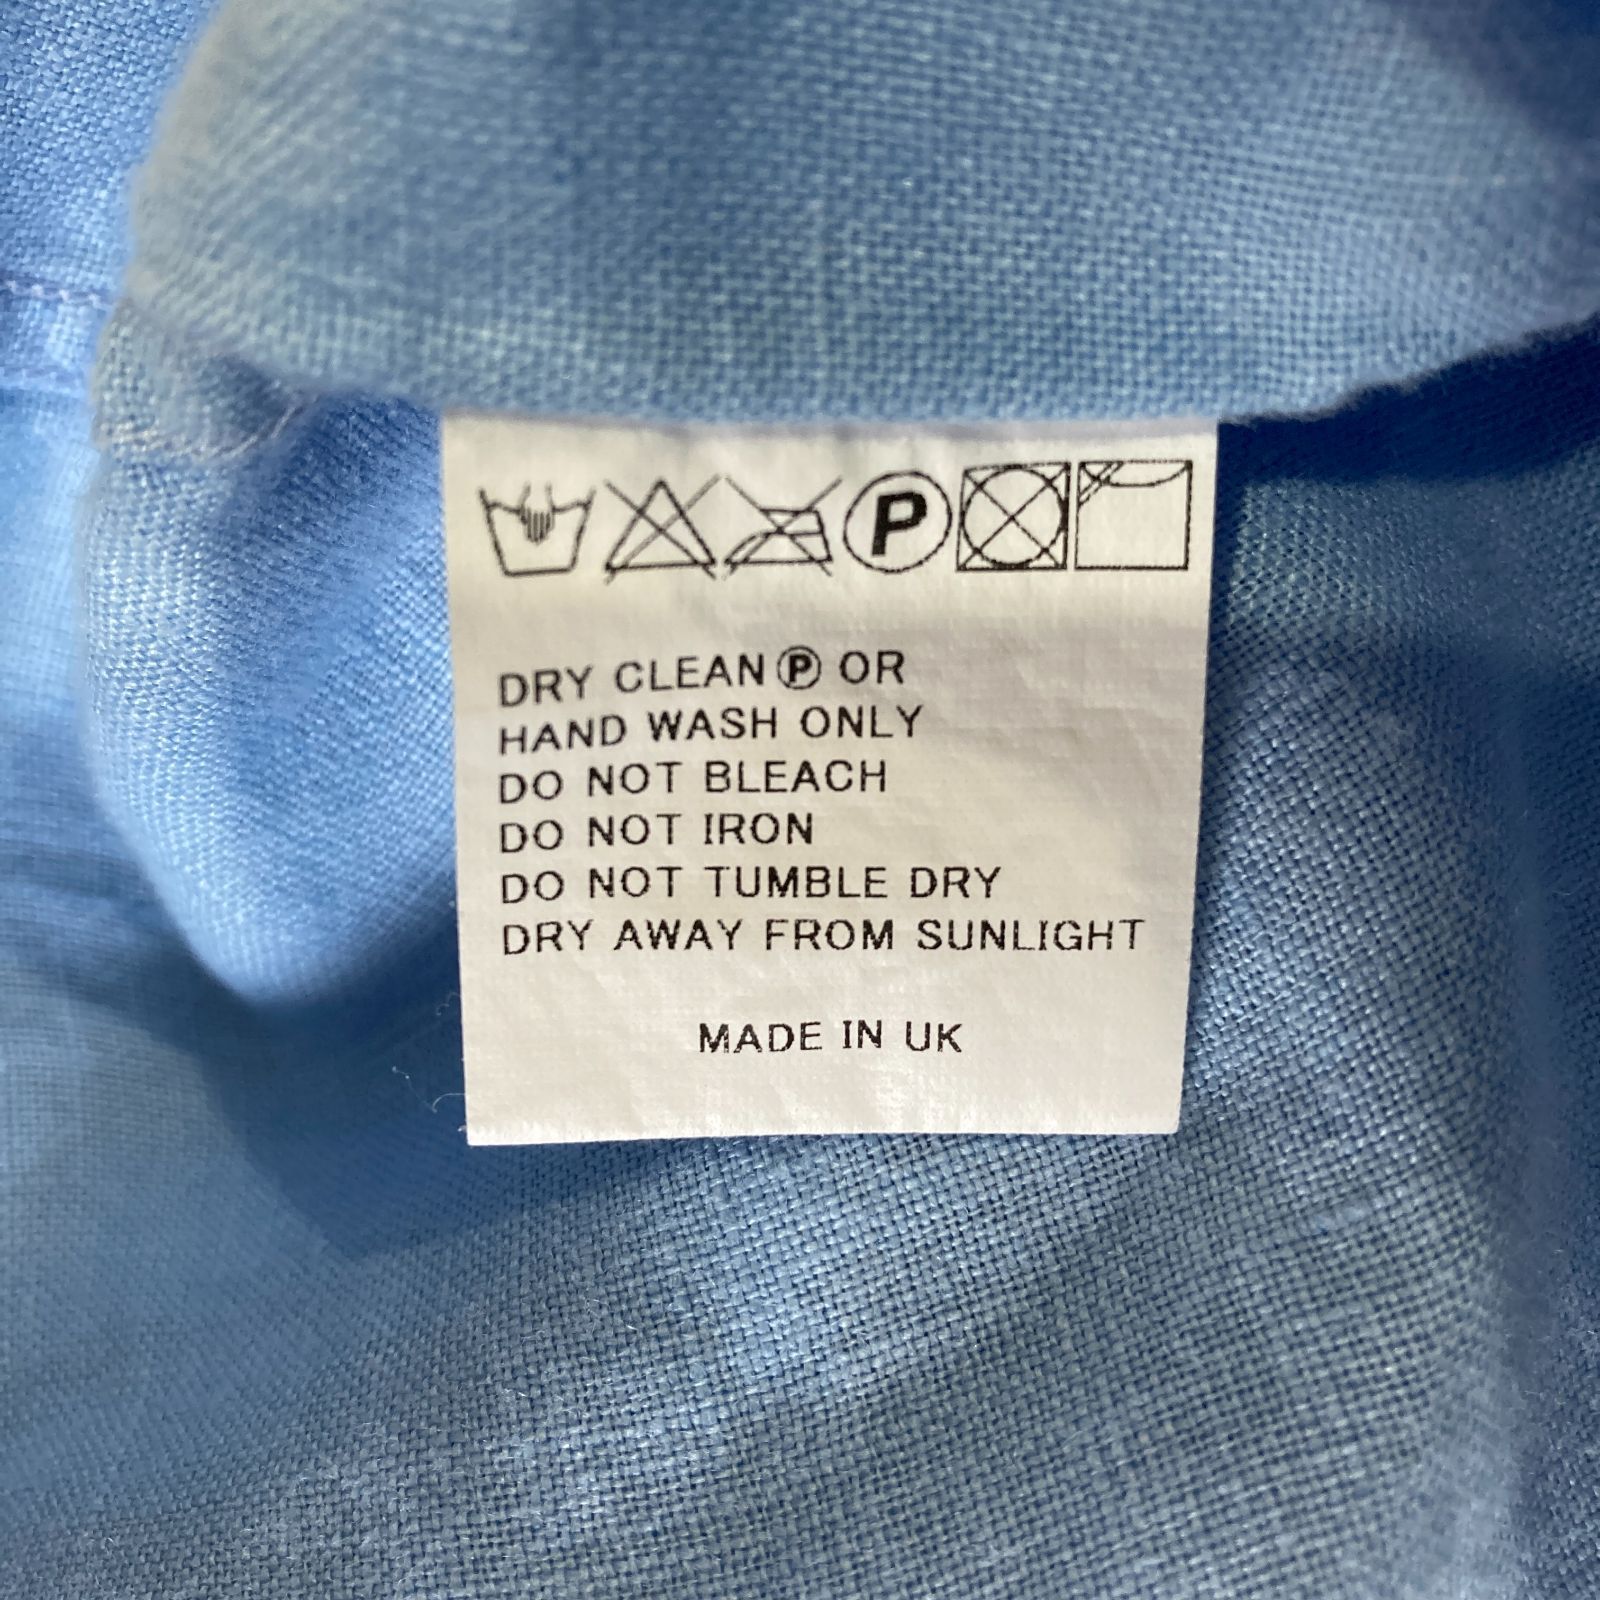 P
DRY CLEAN Ⓟ OR
HAND WASH ONLY
DO NOT BLEACH
DO NOT IRON
DO NOT TUMBLE DRY
DRY AWAY FROM SUNLIGHT
MADE IN UK